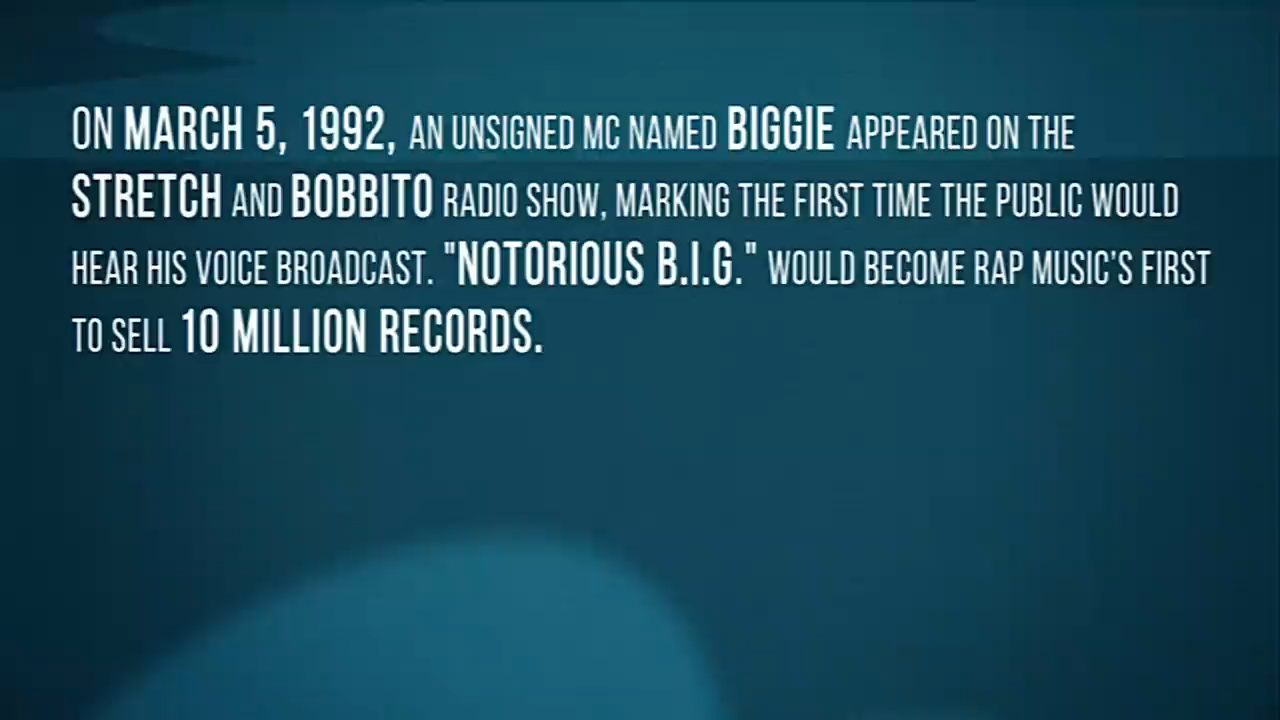 ON MARCH 5, 1992, AN UNSIGNED MC NAMED BIGGIE APPEARED ON THE
STRETCH AND BOBBITO RADIO SHOW, MARKING THE FIRST TIME THE PUBLIC WOULD
HEAR HIS VOICE BROADCAST. "NOTORIOUS B.I.G." WOULD BECOME RAP MUSIC'S FIRST
TO SELL 10 MILLION RECORDS.